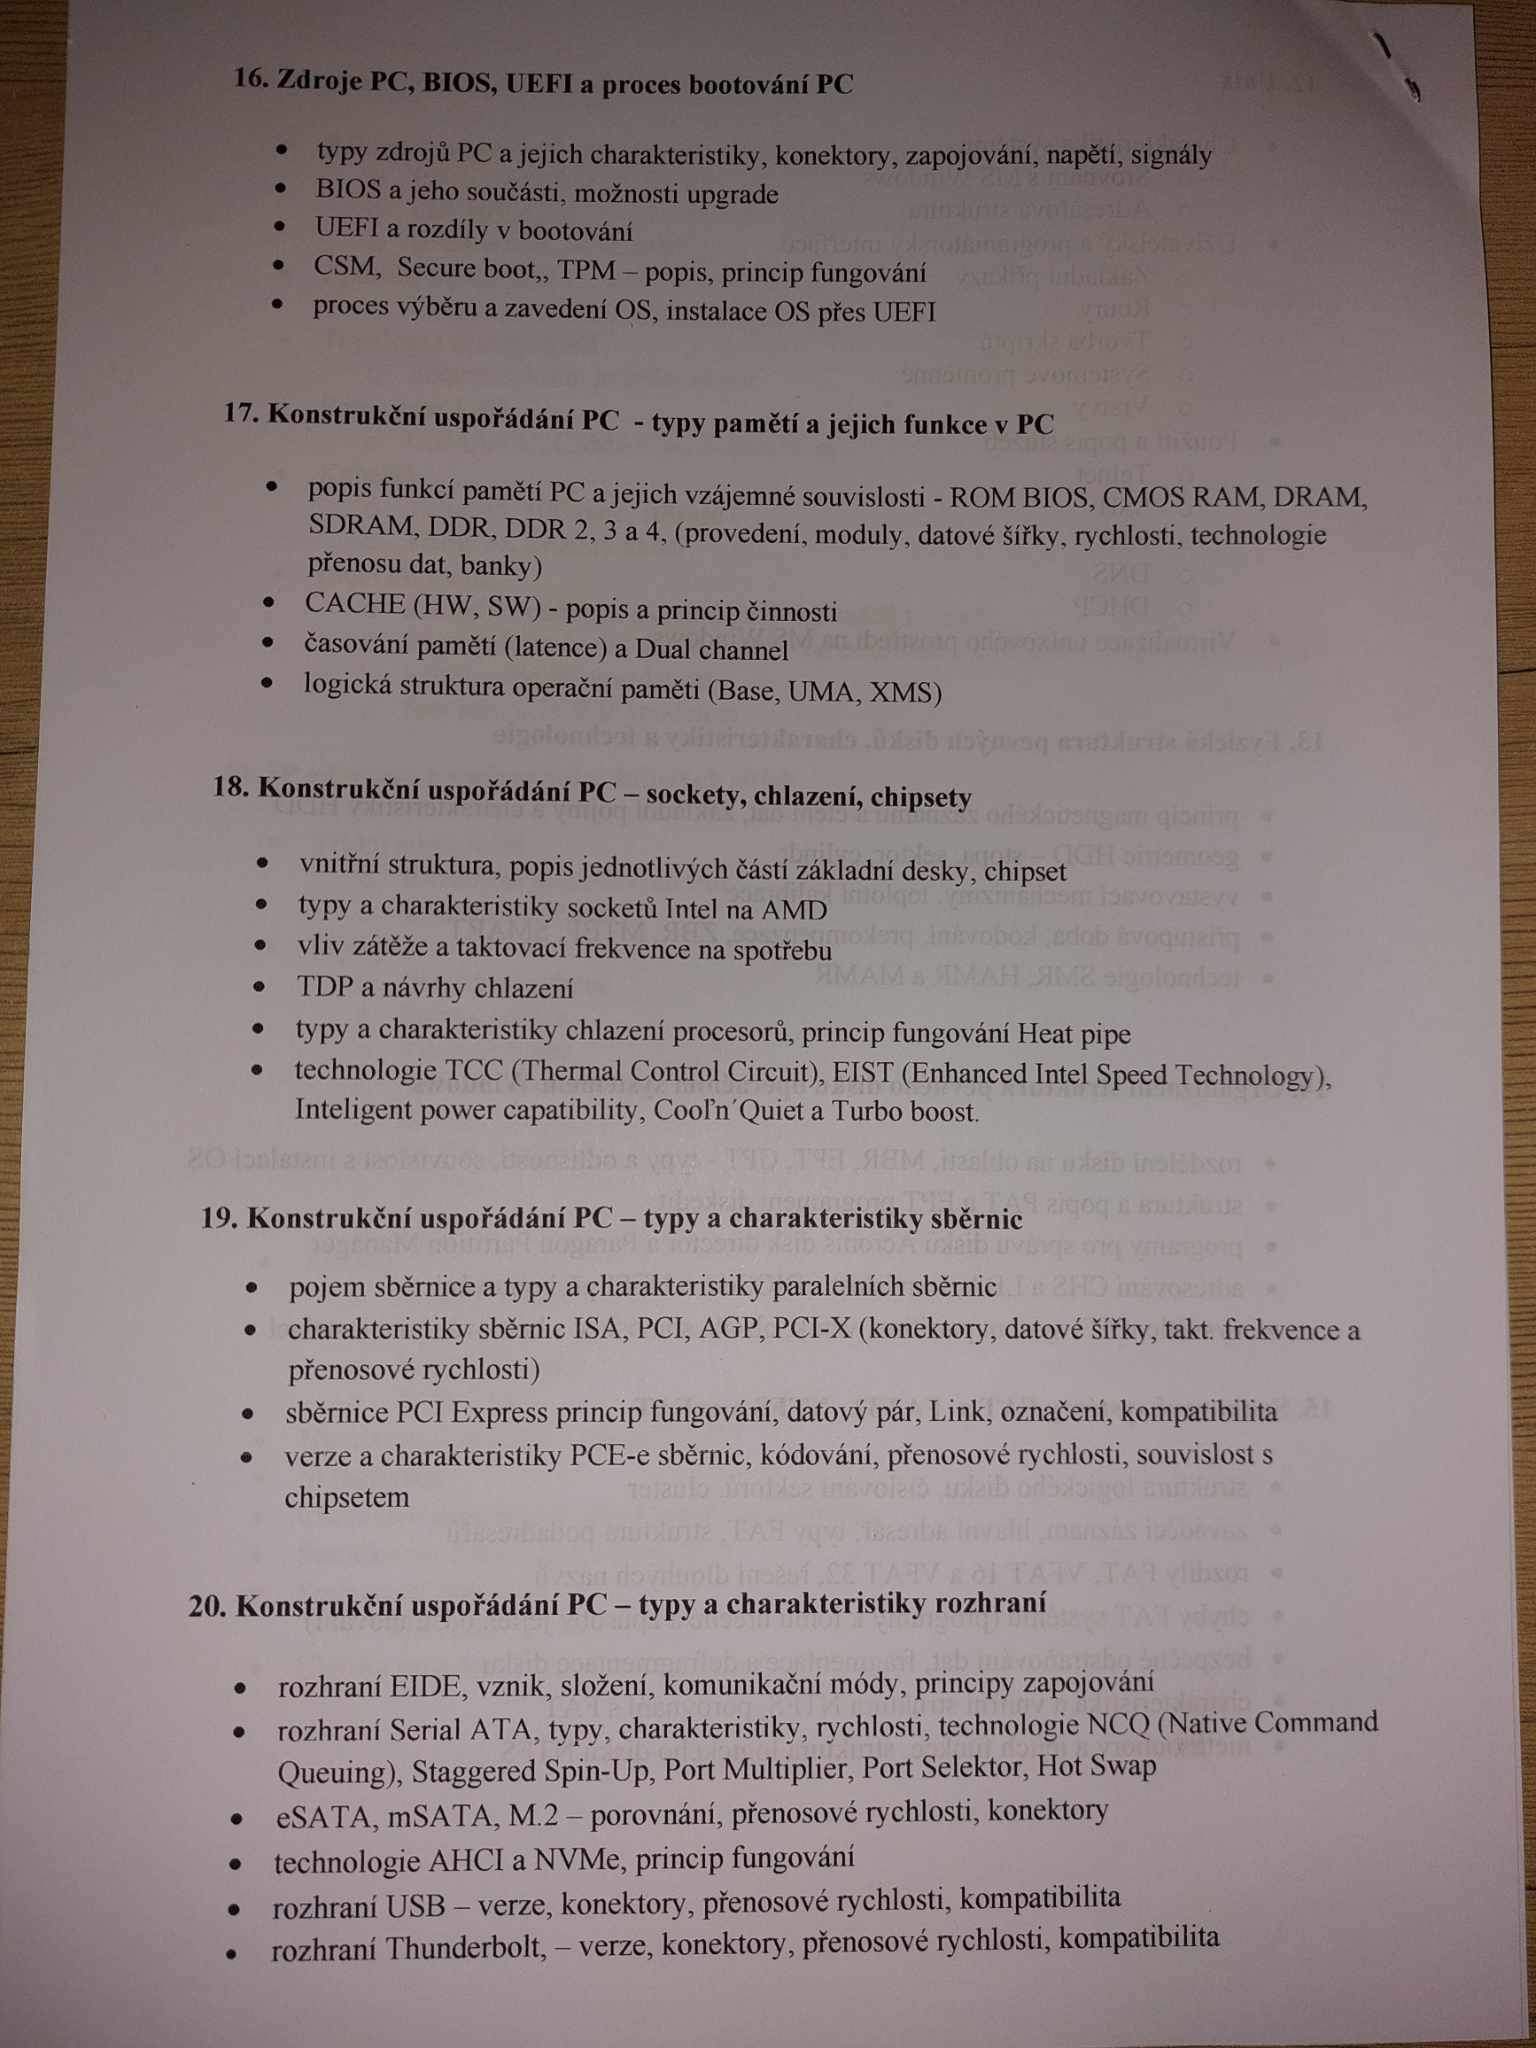 16. Zdroje PC, BIOS, UEFI a proces bootování PC
• typy zdrojů PC a jejich charakteristiky, konektory, zapojování, napětí, signály
• BIOS a jeho součásti, možnosti upgrade
• UEFI a rozdíly v bootování
• CSM, Secure boot,, TPM – popis, princip fungování
• proces výběru a zavedení OS, instalace OS přes UEFI
17. Konstrukční uspořádání PC - typy pamětí a jejich funkce v PC
• popis funkcí pamětí PC a jejich vzájemné souvislosti - ROM BIOS, CMOS RAM, DRAM,
SDRAM, DDR, DDR 2, 3 a 4, (provedení, moduly, datové šířky, rychlosti, technologie
přenosu dat, banky)
• CACHE (HW, SW) - popis a princip činnosti
• časování pamětí (latence) a Dual channel
• logická struktura operační paměti (Base, UMA, XMS)
18. Konstrukční uspořádání PC – sockety, chlazení, chipsety
• vnitřní struktura, popis jednotlivých částí základní desky, chipset
• typy a charakteristiky socketů Intel na AMD
• vliv zátěže a taktovací frekvence na spotřebu
• TDP a návrhy chlazení
• typy a charakteristiky chlazení procesorů, princip fungování Heat pipe
• technologie TCC (Thermal Control Circuit), EIST (Enhanced Intel Speed Technology),
Inteligent power capatibility, Cooľn´Quiet a Turbo boost.
19. Konstrukční uspořádání PC – typy a charakteristiky sběrnic
• pojem sběrnice a typy a charakteristiky paralelních sběrnic
• charakteristiky sběrnic ISA, PCI, AGP, PCI-X (konektory, datové šířky, takt. frekvence a
přenosové rychlosti)
• sběrnice PCI Express princip fungování, datový pár, Link, označení, kompatibilita
• verze a charakteristiky PCE-e sběrnic, kódování, přenosové rychlosti, souvislost s
chipsetem
20. Konstrukční uspořádání PC – typy a charakteristiky rozhraní
• rozhraní EIDE, vznik, složení, komunikační módy, principy zapojování
• rozhraní Serial ATA, typy, charakteristiky, rychlosti, technologie NCQ (Native Command
Queuing), Staggered Spin-Up, Port Multiplier, Port Selektor, Hot Swap
• eSATA, mSATA, M.2 – porovnání, přenosové rychlosti, konektory
• technologie AHCI a NVMe, princip fungování
• rozhraní USB – verze, konektory, přenosové rychlosti, kompatibilita
• rozhraní Thunderbolt, – verze, konektory, přenosové rychlosti, kompatibilita